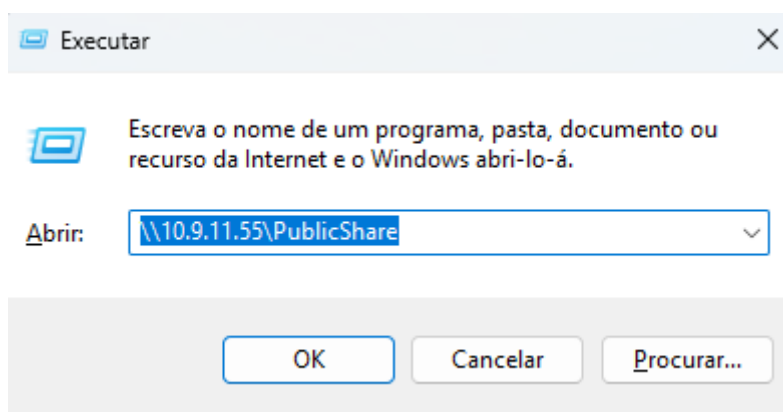 Executar
Escreva o nome de um programa, pasta, documento ou
recurso da Internet e o Windows abri-lo-á.
Abrir: \\10.9.11.55\PublicShare
OK Cancelar Procurar...